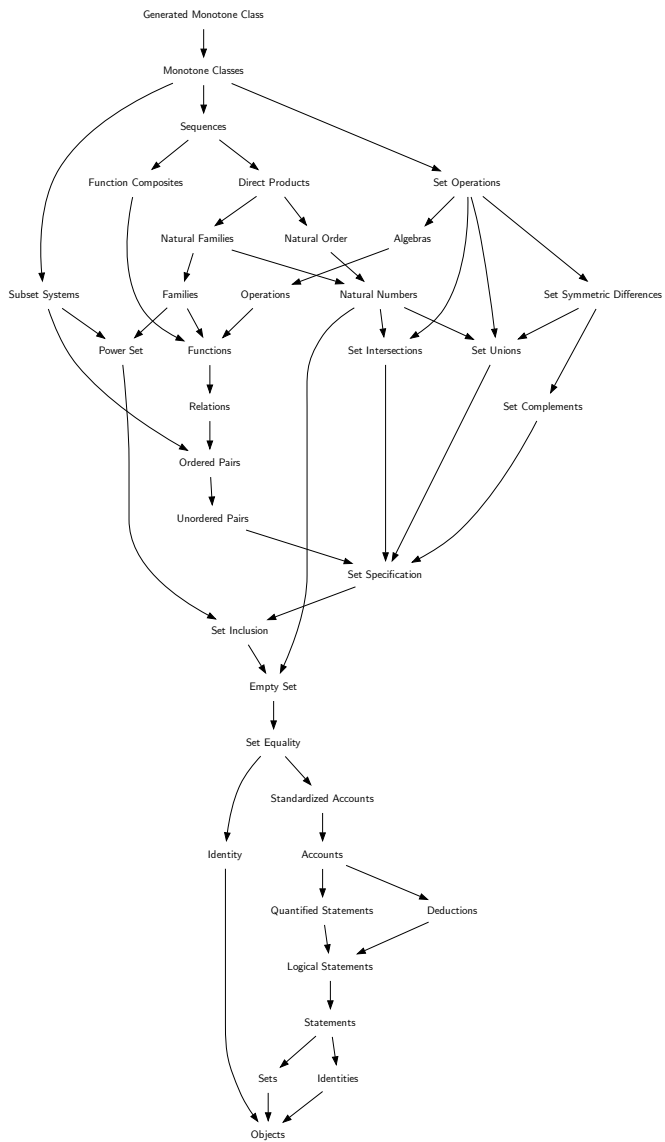 Generated Monotone Class
Monotone Classes
Sequences
Function Composites
Direct Products
Set Operations
Natural Families
Natural Order
Algebras
Subset Systems
Families
Operations
Natural Numbers
Set Symmetric Differences
Power Set
Functions
Set Intersections
Set Unions
Relations
Set Complements
Ordered Pairs
Unordered Pairs
Set Specification
Set Inclusion
Empty Set
Set Equality
Standardized Accounts
Identity
Accounts
Quantified Statements
Deductions
Logical Statements
Statements
Sets
Identities
Objects